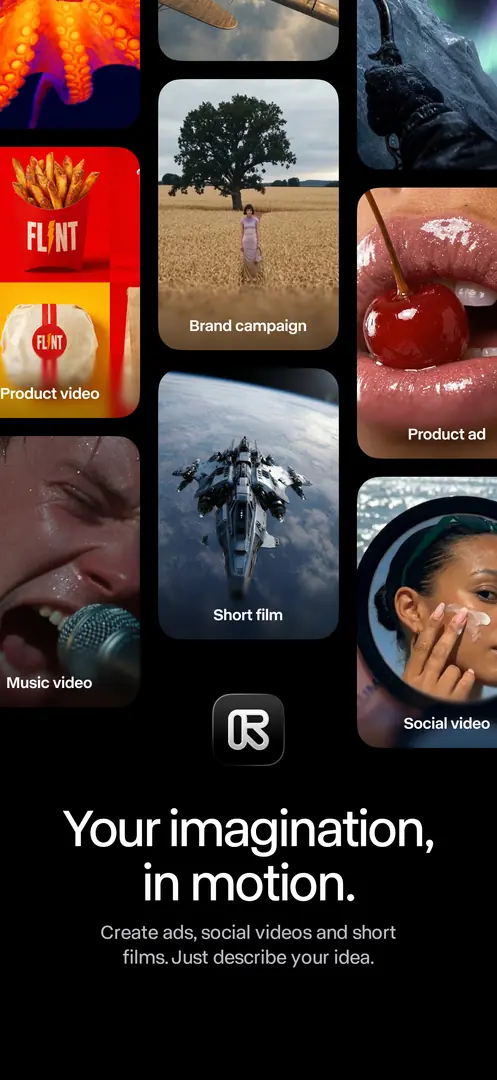 FLINT
FLINT
Product video
Brand campaign
Product ad
Music video
Short film
Social video
R
Your imagination,
in motion.
Create ads, social videos and short
films. Just describe your idea.